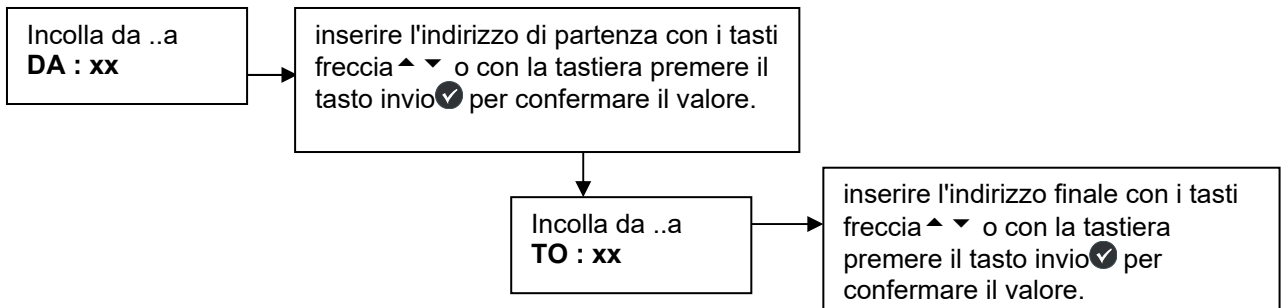 Incolla da ..a
DA : xx
inserire l'indirizzo di partenza con i tasti
freccia ▲ ▼ o con la tastiera premere il
tasto invio✔ per confermare il valore.
Incolla da ..a
TO : xx
inserire l'indirizzo finale con i tasti
freccia ▲ ▼ o con la tastiera
premere il tasto invio✔ per
confermare il valore.